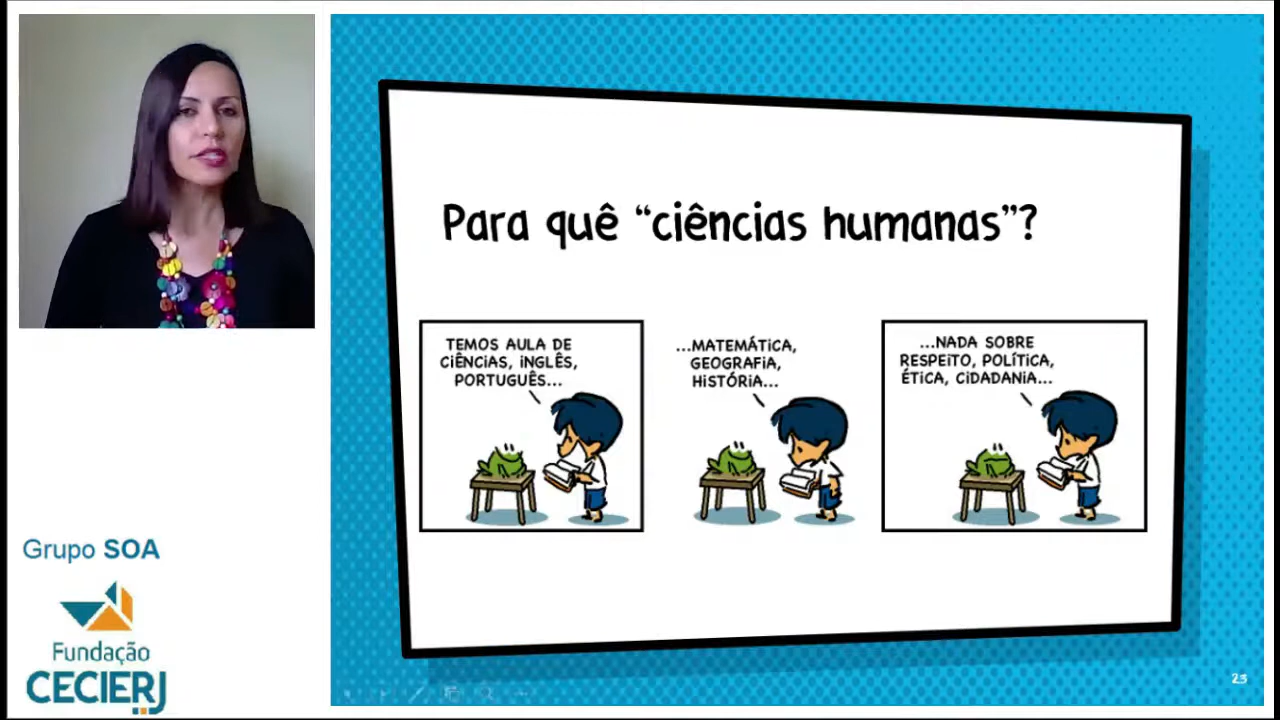 Para quê “ciências humanas”?
TEMOS AULA DE
CIÊNCIAS, INGLÊS,
PORTUGUÊS...
...MATEMÁTICA,
GEOGRAFIA,
HISTÓRIA...
...NADA SOBRE
RESPEITO, POLÍTICA,
ÉTICA, CIDADANIA...
Grupo SOA
Fundação
CECIERJ
23